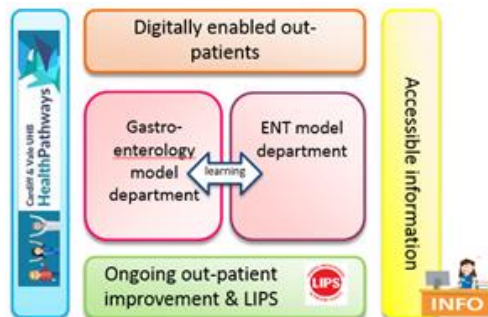 Cardiff & Vale UHB
HealthPathways
Digitally enabled out-
patients
Gastro-
enterology
model
department
learning
ENT model
department
Ongoing out-patient
improvement & LIPS
LIPS
Accessible information
INFO